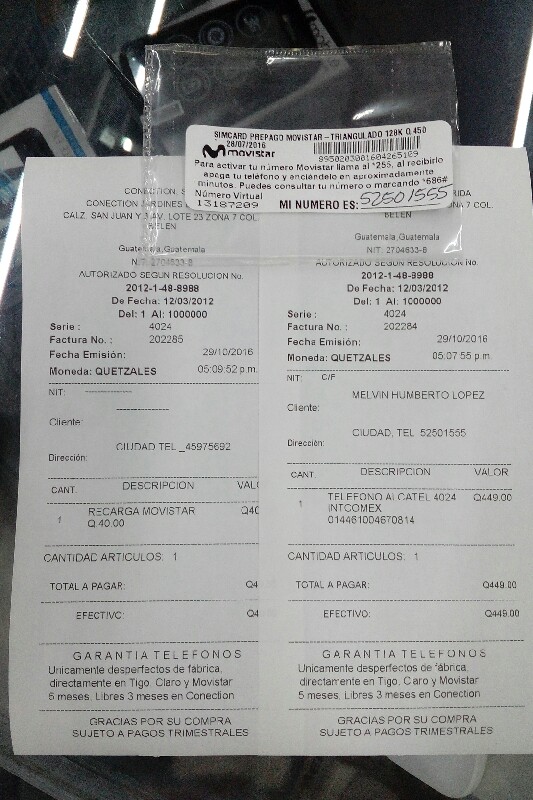 SIMCARD PREPAGO MOVISTAR -TRIANGULADO 128K Q.450
28/07/2016
movistar
8950203001604265109
Para activar tu número Movistar llama al *256, al recibirlo
apaga tu teléfono y enciéndelo en aproximadamente
minutos. Puedes consultar tu número marcando *686#
Número Virtual
13187209
MI NUMERO ES: 52501555
CONECTION, S
CONECTION JARDINES
CALZ. SAN JUAN Y 3 AV. LOTE 23 ZONA 7 COL.
BELEN
Guatemala,Guatemala
NIT: 2704633-8
AUTORIZADO SEGUN RESOLUCION No.
2012-1-48-8988
De Fecha: 12/03/2012
Del: 1 Al: 1000000
Serie : 4024
Factura No. : 202285
Fecha Emisión: 29/10/2016
Moneda: QUETZALES 05:09:52 p.m.
NIT: --------------
Cliente:
CIUDAD TEL _45975692
Dirección:
CANT. DESCRIPCION VALO
1 RECARGA MOVISTAR Q40
Q.40.00
CANTIDAD ARTICULOS: 1
TOTAL A PAGAR: Q4
EFECTIVO: Q4
GARANTIA TELEFONOS
Unicamente desperfectos de fábrica,
directamente en Tigo, Claro y Movistar
5 meses. Libres 3 meses en Conection
GRACIAS POR SU COMPRA
SUJETO A PAGOS TRIMESTRALES
RIDA
NA 7 COL.
BELEN
Guatemala,Guatemala
NIT: 2704633-8
AUTORIZADO SEGUN RESOLUCION No.
2012-1-48-8988
De Fecha: 12/03/2012
Del: 1 Al: 1000000
Serie : 4024
Factura No. : 202284
Fecha Emisión: 29/10/2016
Moneda: QUETZALES 05:07:55 p.m.
NIT: C/F
MELVIN HUMBERTO LOPEZ
Cliente:
CIUDAD, TEL 52501555
Dirección:
CANT. DESCRIPCION VALOR
1 TELEFONO ALCATEL 4024 Q449.00
INTCOMEX
014461004670814
CANTIDAD ARTICULOS: 1
TOTAL A PAGAR: Q449.00
EFECTIVO: Q449.00
GARANTIA TELEFONOS
Unicamente desperfectos de fábrica,
directamente en Tigo, Claro y Movistar
5 meses. Libres 3 meses en Conection
GRACIAS POR SU COMPRA
SUJETO A PAGOS TRIMESTRALES